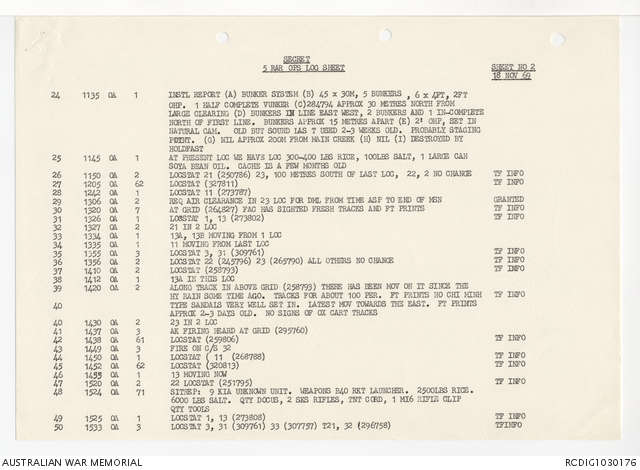 SECRET
5 RAR OPS LOG SHEET
SHEET NO 2
18 NOV 69
24 1135 OA 1 INSTL REPORT (A) BUNKER SYSTEM (B) 45 x 30M, 5 BUNKERS , 6 x 4FT, 2FT
OHP. 1 HALF COMPLETE VUNKER (C)284794 APPROX 30 METRES NORTH FROM
LARGE CLEARING (D) BUNKERS IN LINE EAST WEST, 2 BUNKERS AND 1 IN-COMPLETE
NORTH OF FIRST LINE. BUNKERS APPROX 15 METRES APART (E) 2' OHP, SET IN
NATURAL CAM. OLD BUT SOUND LAS T USED 2-3 WEEKS OLD. PROBABLY STAGING
POINT. (G) NIL APPROX 200M FROM MAIN CREEK (H) NIL (I) DESTROYED BY
HOLDFAST
25 1145 OA 1 AT PRESENT LOC WE HAVE LOC 300-400 LBS RICE, 100LBS SALT, 1 LARGE CAN
SOYA BEAN OIL. CACHE IS A FEW MONTHS OLD
26 1150 OA 2 LOCSTAT 21 (250786) 23, 100 METRES SOUTH OF LAST LOC, 22, 2 NO CHANCE TF INFO
27 1205 OA 62 LOCSTAT (327811) TF INFO
28 1242 OA 1 LOCSTAT 11 (273787)
29 1306 OA 2 REQ AIR CLEARANCE IN 23 LOC FOR DML FROM TIME ASF TO END OF MSN GRANTED
30 1320 OA 7 AT GRID (264827) FAC HAS SIGHTED FRESH TRACKS AND FT PRINTS TF INFO
31 1326 OA 1 LOCSTAT 1, 13 (273802) TF INFO
32 1327 OA 2 21 IN 2 LOC
33 1334 OA 1 13A, 13B MOVING FROM 1 LOC
34 1335 OA 1 11 MOVING FROM LAST LOC
35 1355 OA 3 LOCSTAT 3, 31 (309761) TF INFO
36 1356 OA 2 LOCSTAT 22 (245796) 23 (265790) ALL OTHERS NO CHANCE TF INFO
37 1410 OA 2 LOCSTAT (258793) TF INFO
38 1412 OA 1 13A IN THIS LOC
39 1420 OA 2 ALONG TRACK IN ABOVE GRID (258793) THERE HAS BEEN MOV ON IT SINCE THE
HY RAIN SOME TIME AGO. TRACKS FOR ABOUT 100 PER. FT PRINTS HO CHI MINH TF INFO
40 TYPE SANDALS VERY WELL SET IN. LATEST MOV TOWARDS THE EAST. FT PRINTS
APPROX 2-3 DAYS OLD. NO SIGNS OF OX CART TRACKS
40 1430 OA 2 23 IN 2 LOC
41 1437 OA 3 AK FIRING HEARD AT GRID (295760)
42 1438 OA 61 LOCSTAT (259806) TF INFO
43 1449 OA 3 FIRE ON C/S 32
44 1450 OA 1 LOCSTAT ( 11 (268788) TF INFO
45 1452 OA 62 LOCSTAT (320813) TF INFO
46 1455 OA 1 13 MOVING NOW
47 1520 OA 2 22 LOCSTAT (251795) TF INFO
48 1524 OA 71 SITREP: 9 KIA UNKNOWN UNIT. WEAPONS B40 RKT LAUNCHER. 2500LBS RICE.
6000 LBS SALT. QTY DOCUS, 2 SKS RIFLES, TNT CORD, 1 M16 RIFLE CLIP
QTY TOOLS
49 1525 OA 1 LOCSTAT 1, 13 (273808) TF INFO
50 1533 OA 3 LOCSTAT 3, 31 (309761) 33 (307757) T21, 32 (296758) TFINFO
AUSTRALIAN WAR MEMORIAL RCDIG1030176